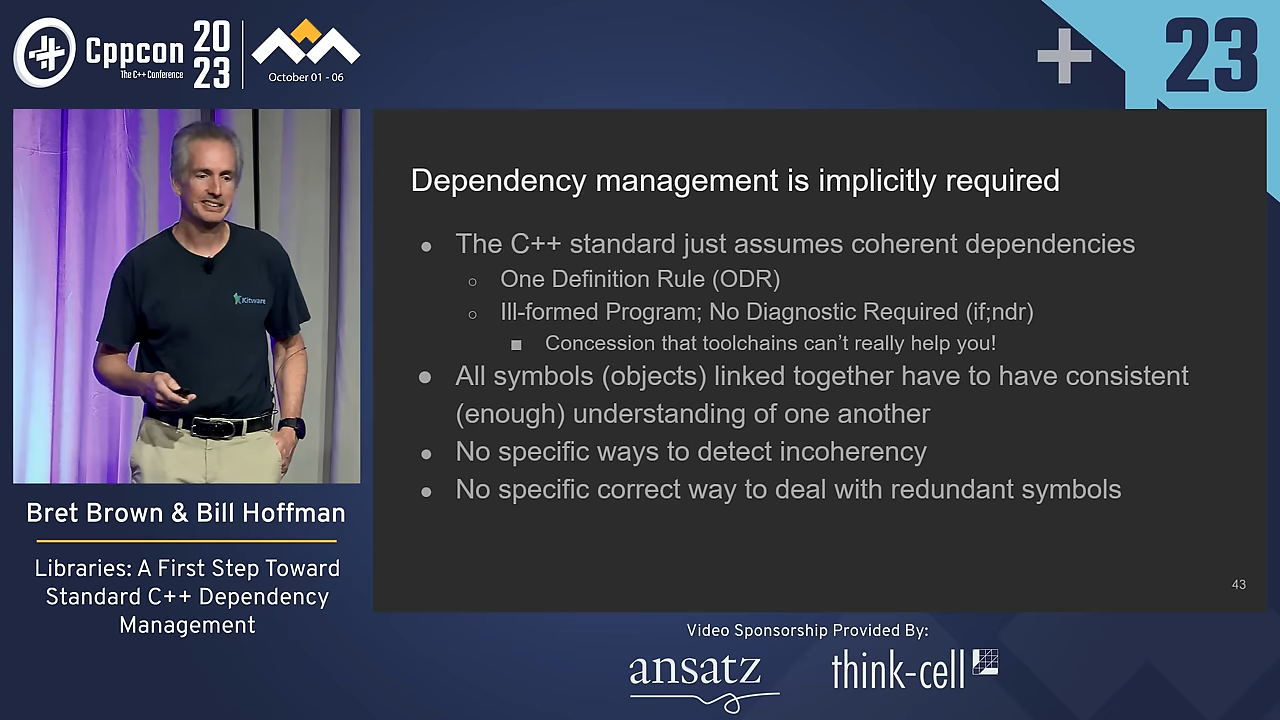 Cppcon
The C++ Conference
20
23
October 01 - 06
23
Kitware
Bret Brown & Bill Hoffman
Libraries: A First Step Toward
Standard C++ Dependency
Management
Dependency management is implicitly required
● The C++ standard just assumes coherent dependencies
○ One Definition Rule (ODR)
○ Ill-formed Program; No Diagnostic Required (if;ndr)
■ Concession that toolchains can’t really help you!
● All symbols (objects) linked together have to have consistent
(enough) understanding of one another
● No specific ways to detect incoherency
● No specific correct way to deal with redundant symbols
43
Video Sponsorship Provided By:
ansatz
think-cell